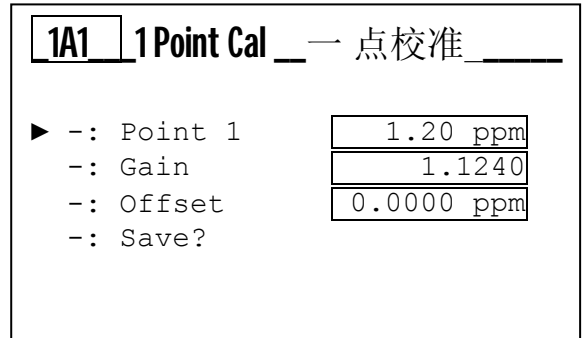 1A1 1 Point Cal 一 点校准
► -: Point 1 1.20 ppm
-: Gain 1.1240
-: Offset 0.0000 ppm
-: Save?